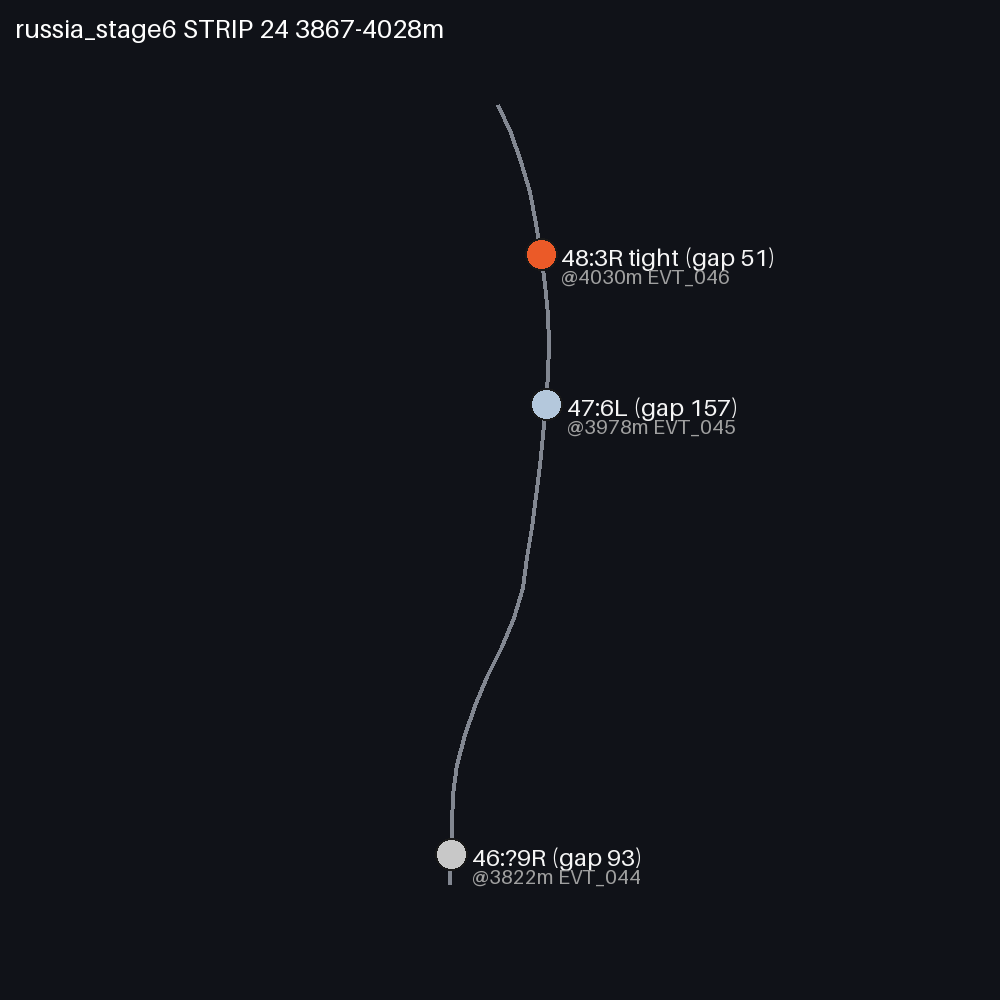 russia_stage6 STRIP 24 3867-4028m
48:3R tight (gap 51)
@4030m EVT_046
47:6L (gap 157)
@3978m EVT_045
46:?9R (gap 93)
@3822m EVT_044